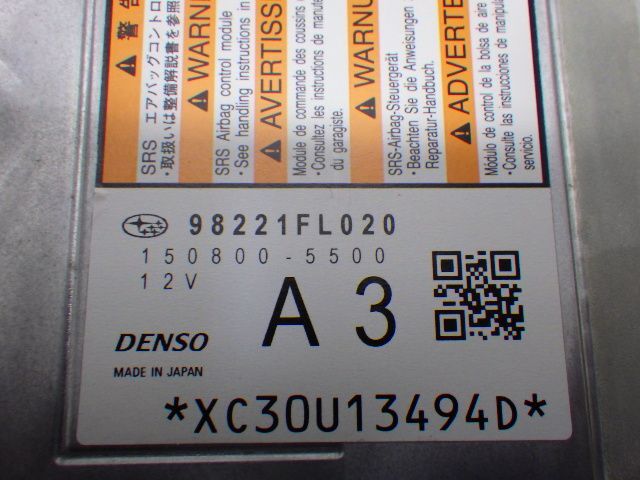 警告
SRS エアバッグコントロ
・取扱いは整備解説書を参照
WARN
SRS Airbag control module
・See handling instructions in
AVERTISS
Module de commande des coussins
・Consultez les instructions de
du garagiste.
WARNU
SRS-Airbag-Steuergerät
・Beachten Sie die Anweisungen
Reparatur-Handbuch.
ADVERTE
Módulo de control de la bolsa de aire
・Consulte las instrucciones de
servicio.
98221FL020
150800-5500
12V
A3
DENSO
MADE IN JAPAN
*XC30U13494D*